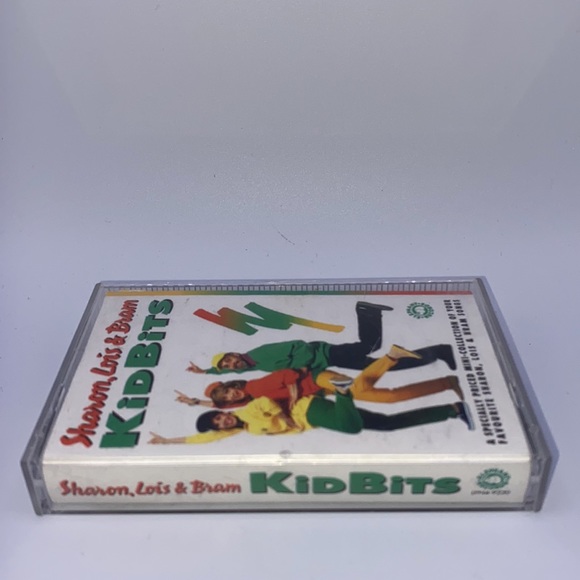 Sharon, Lois & Bram
KiDBiTS
A SPECIALLY PRICED MINI-COLLECTION OF YOUR
FAVOURITE SHARON, LOIS & BRAM SONGS
Sharon, Lois & Bram KiDBiTS